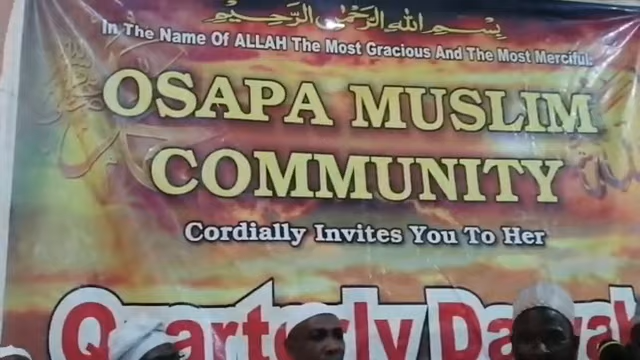 بِسْمِ اللهِ الرَّحْمٰنِ الرَّحِيْمِ
In The Name Of ALLAH The Most Gracious And The Most Merciful.
OSAPA MUSLIM
COMMUNITY
Cordially Invites You To Her
Quarterly